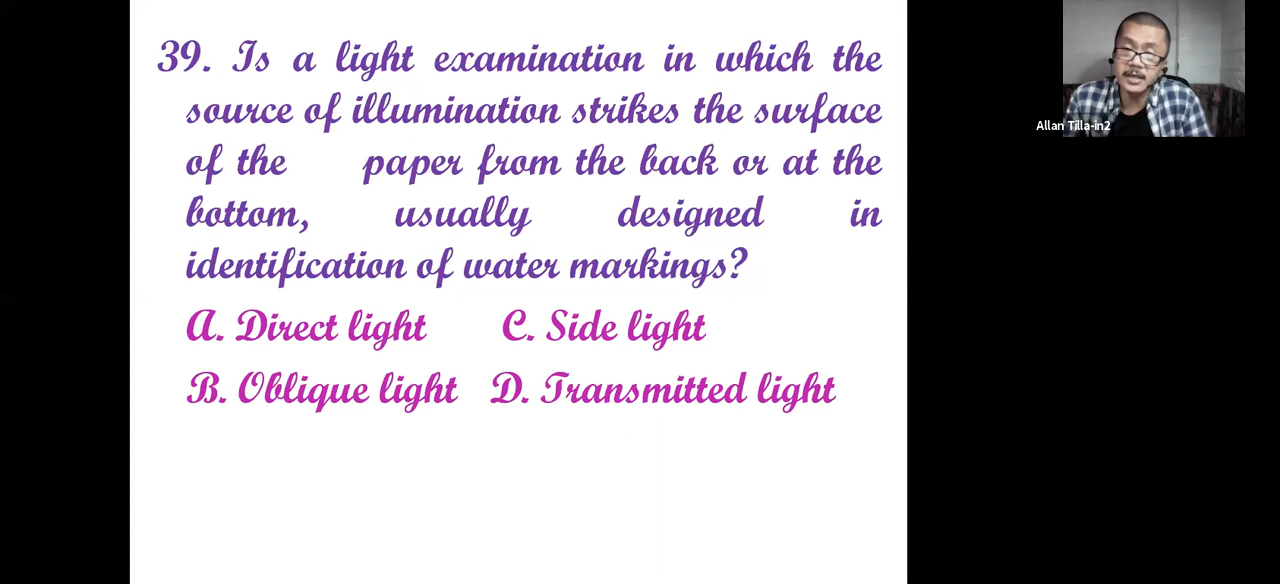 39. Is a light examination in which the
source of illumination strikes the surface
of the paper from the back or at the
bottom, usually designed in
identification of water markings?
A. Direct light C. Side light
B. Oblique light D. Transmitted light
Allan Tilla-in2